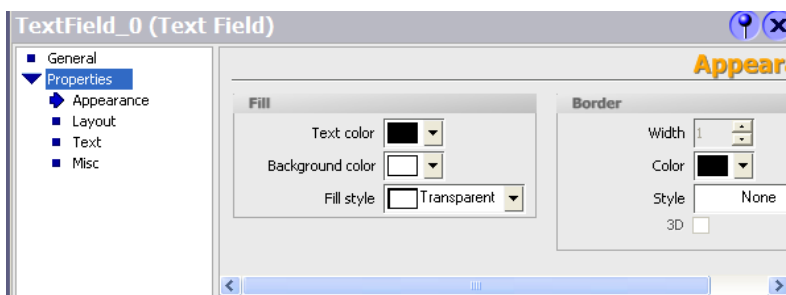 TextField_0 (Text Field)
General
Properties
Appearance
Layout
Text
Misc
Appear
Fill
Text color
Background color
Fill style Transparent
Border
Width 1
Color
Style None
3D